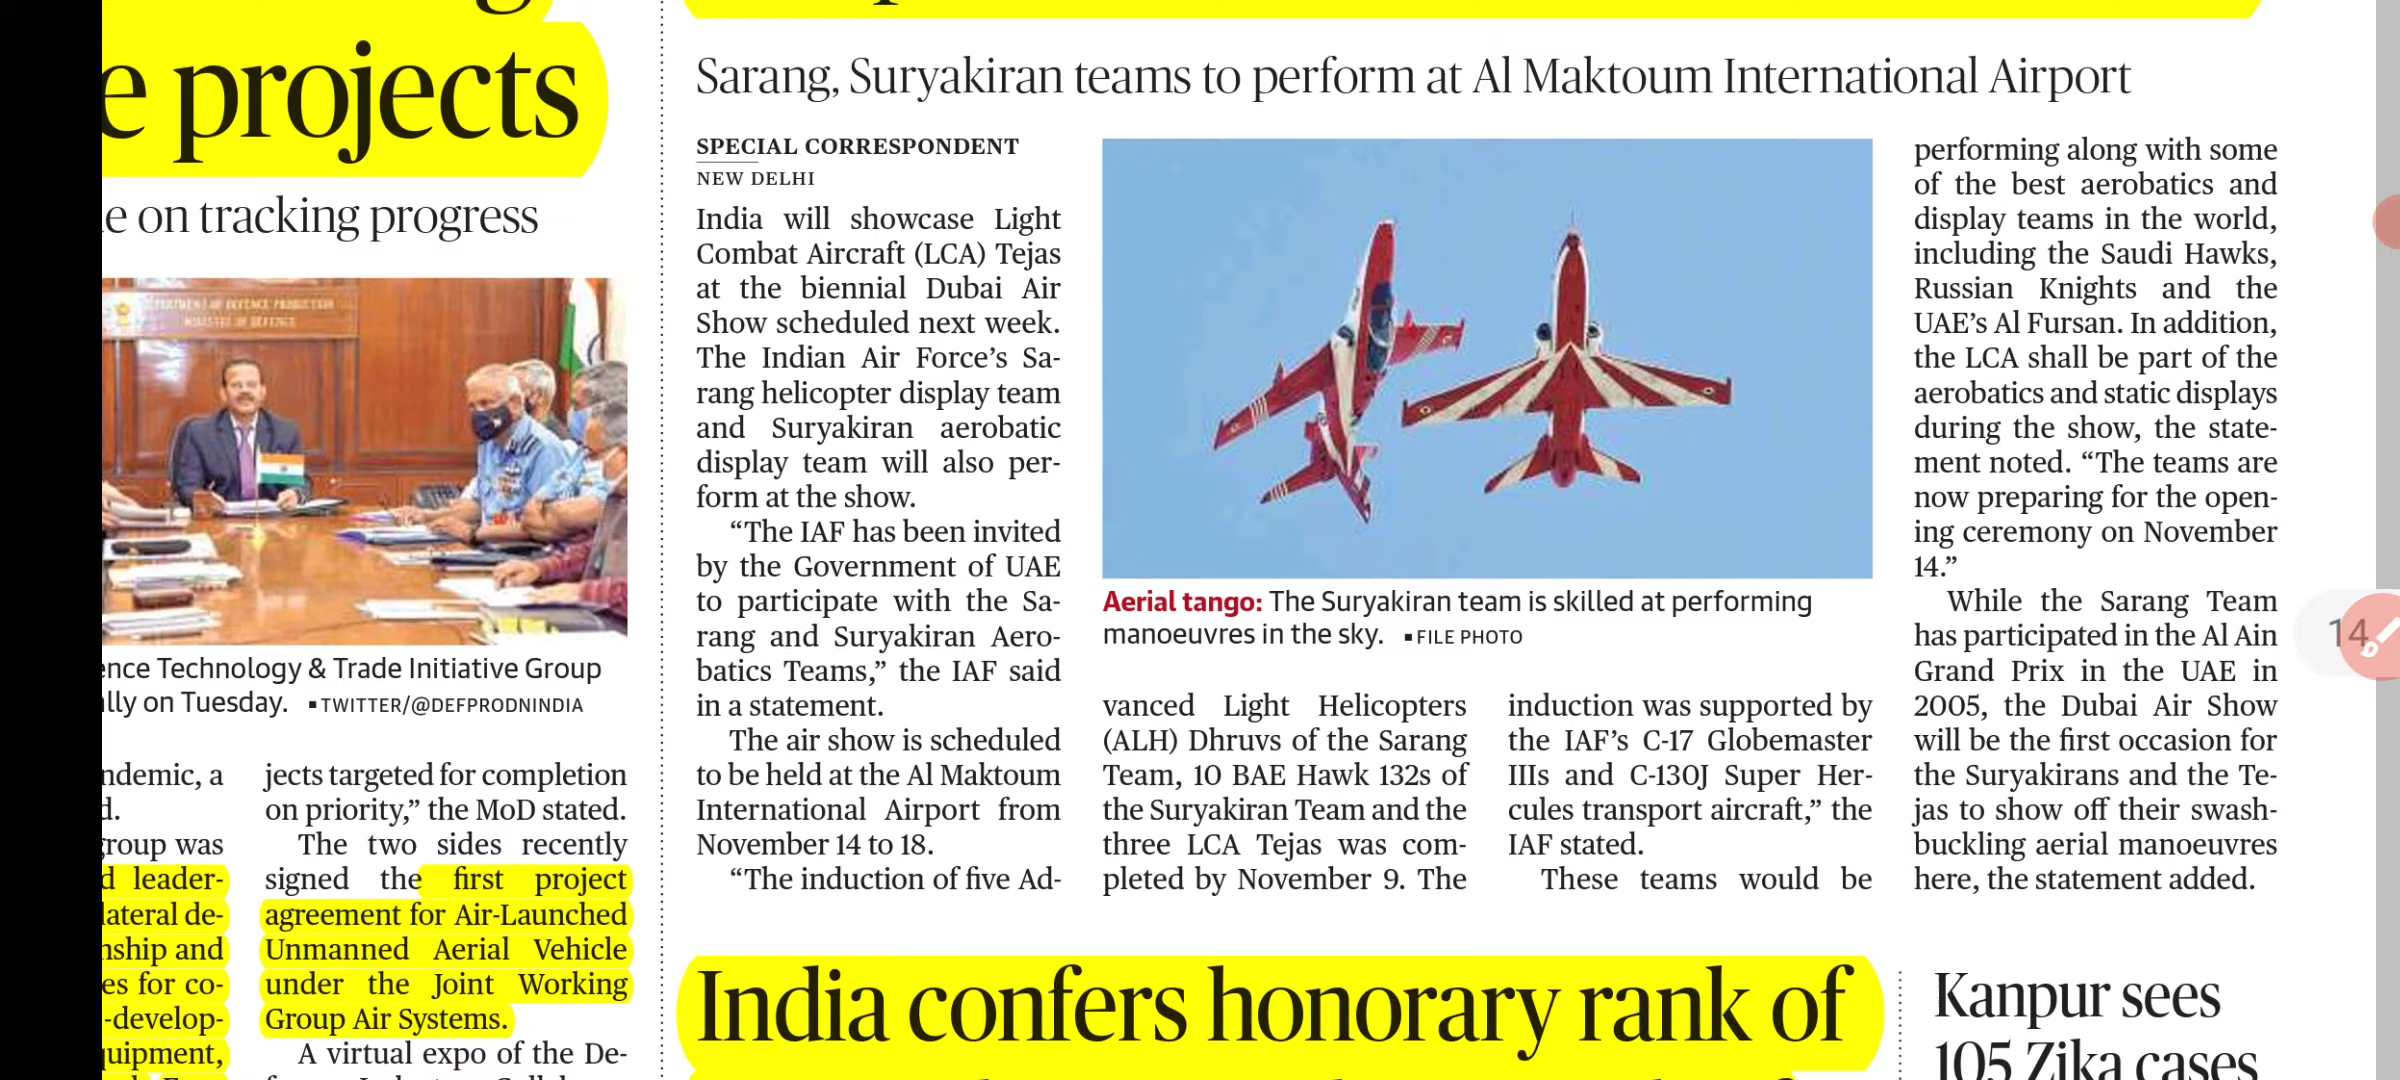 e projects
e on tracking progress
DEPARTMENT OF DEFENCE PRODUCTION
MINISTRY OF DEFENCE
ence Technology & Trade Initiative Group
lly on Tuesday. ▪ TWITTER/@DEFPRODNINDIA
ndemic, a
d.
group was
d leader-
lateral de-
nship and
es for co-
-develop-
quipment,
jects targeted for completion
on priority,” the MoD stated.
The two sides recently
signed the first project
agreement for Air-Launched
Unmanned Aerial Vehicle
under the Joint Working
Group Air Systems.
A virtual expo of the De-
Sarang, Suryakiran teams to perform at Al Maktoum International Airport
SPECIAL CORRESPONDENT
NEW DELHI
India will showcase Light
Combat Aircraft (LCA) Tejas
at the biennial Dubai Air
Show scheduled next week.
The Indian Air Force’s Sa-
rang helicopter display team
and Suryakiran aerobatic
display team will also per-
form at the show.
“The IAF has been invited
by the Government of UAE
to participate with the Sa-
rang and Suryakiran Aero-
batics Teams,” the IAF said
in a statement.
The air show is scheduled
to be held at the Al Maktoum
International Airport from
November 14 to 18.
“The induction of five Ad-
Aerial tango: The Suryakiran team is skilled at performing
manoeuvres in the sky. ▪ FILE PHOTO
vanced Light Helicopters
(ALH) Dhruvs of the Sarang
Team, 10 BAE Hawk 132s of
the Suryakiran Team and the
three LCA Tejas was com-
pleted by November 9. The
induction was supported by
the IAF’s C-17 Globemaster
IIIs and C-130J Super Her-
cules transport aircraft,” the
IAF stated.
These teams would be
performing along with some
of the best aerobatics and
display teams in the world,
including the Saudi Hawks,
Russian Knights and the
UAE’s Al Fursan. In addition,
the LCA shall be part of the
aerobatics and static displays
during the show, the state-
ment noted. “The teams are
now preparing for the open-
ing ceremony on November
14.”
While the Sarang Team
has participated in the Al Ain
Grand Prix in the UAE in
2005, the Dubai Air Show
will be the first occasion for
the Suryakirans and the Te-
jas to show off their swash-
buckling aerial manoeuvres
here, the statement added.
14
India confers honorary rank of
Kanpur sees
105 Zika cases